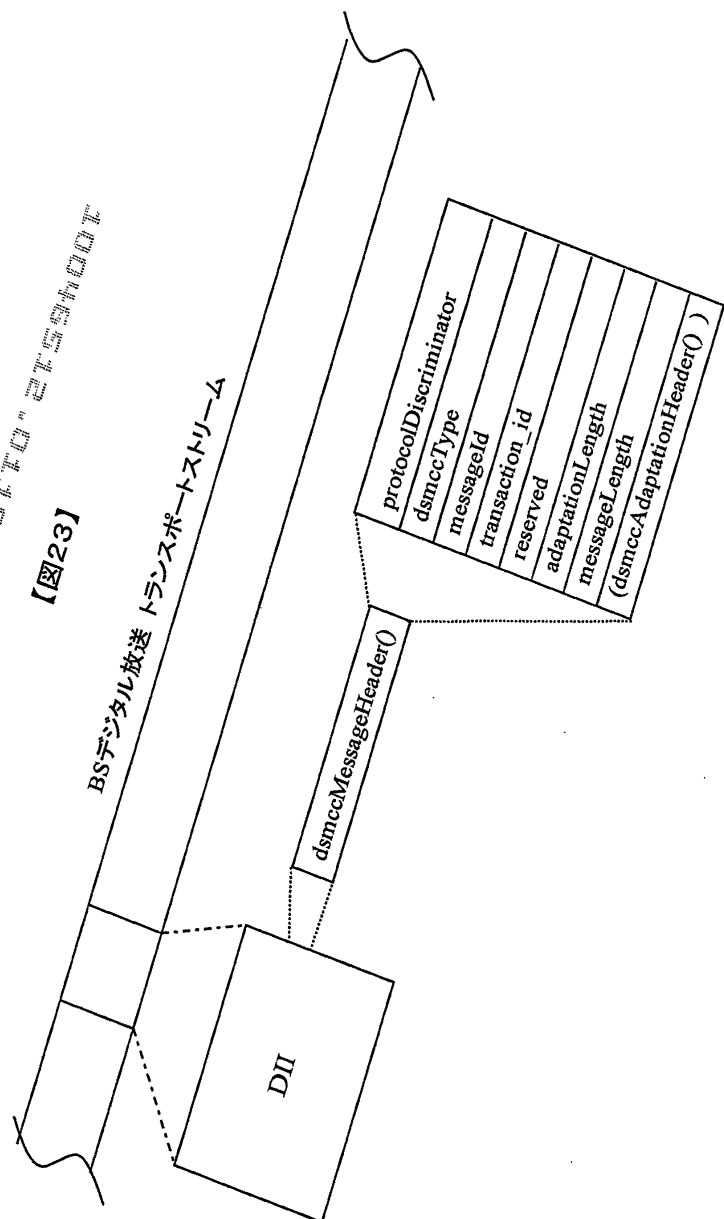 【図23】
BSデジタル放送 トランスポートストリーム
DII
dsmccMessageHeader()
protocolDiscriminator
dsmccType
messageId
transaction_id
reserved
adaptationLength
messageLength
(dsmccAdaptationHeader() )